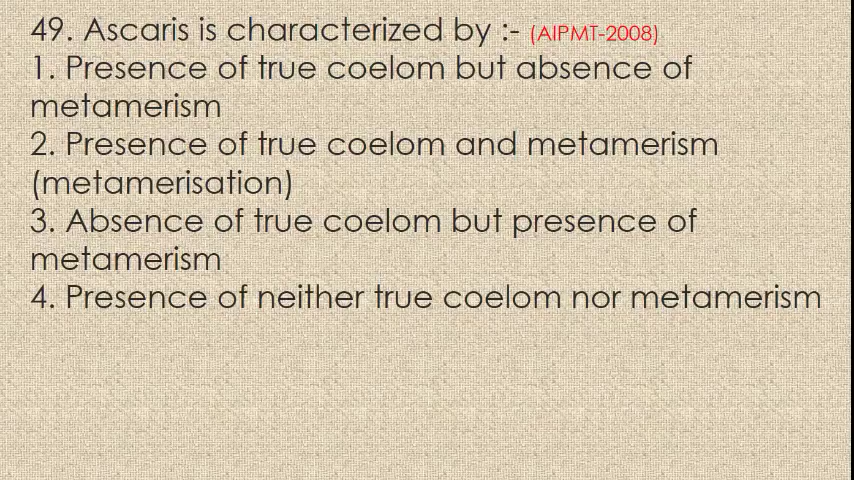 49. Ascaris is characterized by :- (AIPMT-2008)
1. Presence of true coelom but absence of
metamerism
2. Presence of true coelom and metamerism
(metamerisation)
3. Absence of true coelom but presence of
metamerism
4. Presence of neither true coelom nor metamerism